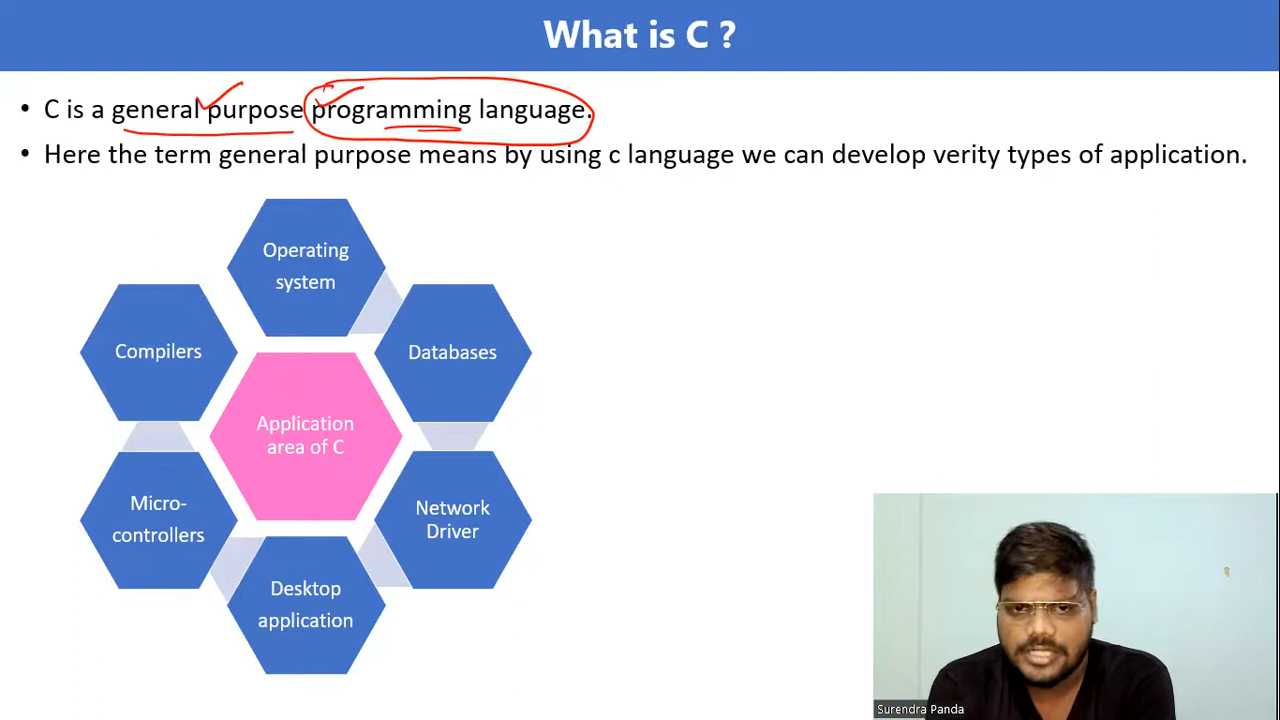 What is C ?
• C is a general purpose programming language.
• Here the term general purpose means by using c language we can develop verity types of application.
Operating
system
Compilers
Databases
Application
area of C
Micro-
controllers
Network
Driver
Desktop
application
Surendra Panda